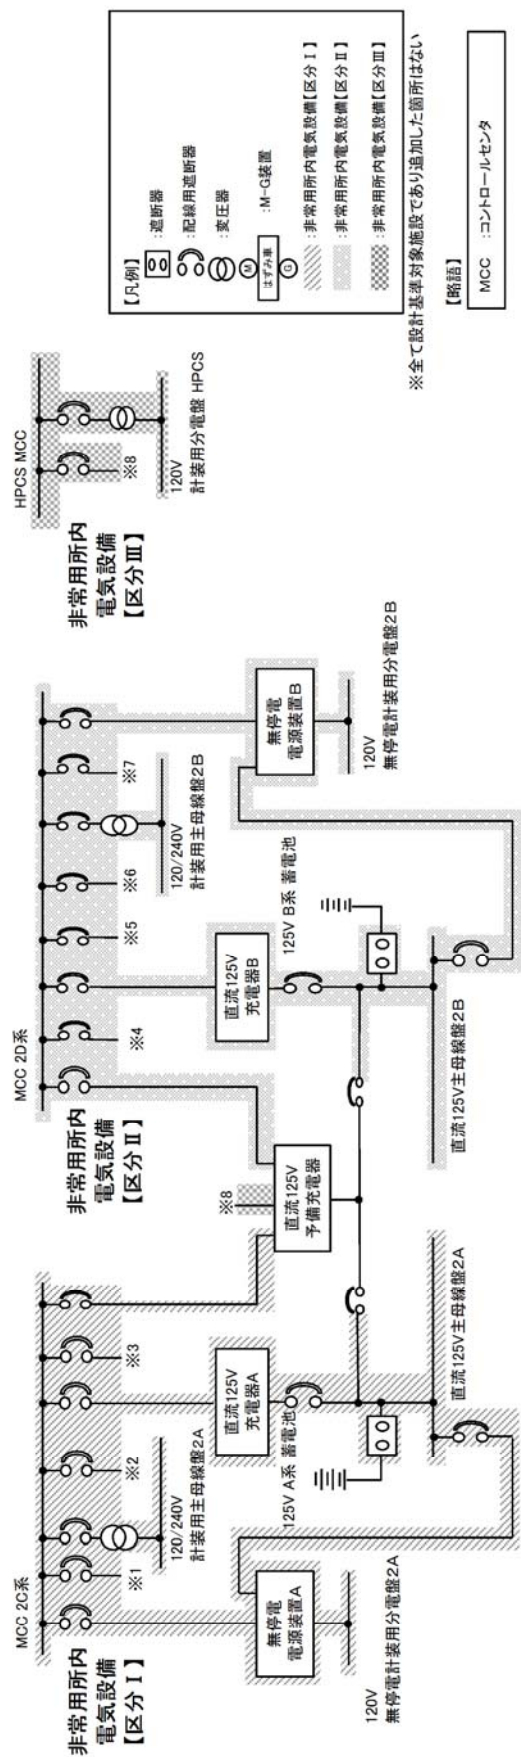 MCC 2C系
非常用所内
電気設備
【区分Ⅰ】
※1
※2
※3
120/240V
計装用主母線盤2A
無停電
電源装置A
120V
無停電計装用分電盤2A
直流125V
充電器A
125V A系 蓄電池
直流125V主母線盤2A
※8
直流125V
予備充電器
MCC 2D系
非常用所内
電気設備
【区分Ⅱ】
※4
※5
※6
※7
120/240V
計装用主母線盤2B
直流125V
充電器B
125V B系 蓄電池
直流125V主母線盤2B
無停電
電源装置B
120V
無停電計装用分電盤2B
HPCS MCC
非常用所内
電気設備
【区分Ⅲ】
※8
120V
計装用分電盤 HPCS
【凡例】
:遮断器
:配線用遮断器
:変圧器
M
はずみ車
G
:M-G装置
:非常用所内電気設備【区分Ⅰ】
:非常用所内電気設備【区分Ⅱ】
:非常用所内電気設備【区分Ⅲ】
※全て設計基準対象施設であり追加した箇所はない
【略語】
MCC :コントロールセンタ